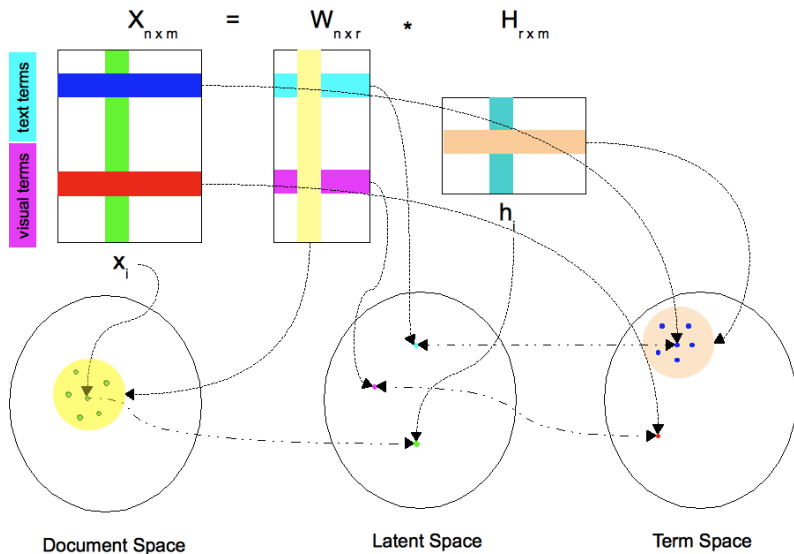 X n x m = W n x r * H r x m
text terms
visual terms
x i
h i
Document Space
Latent Space
Term Space